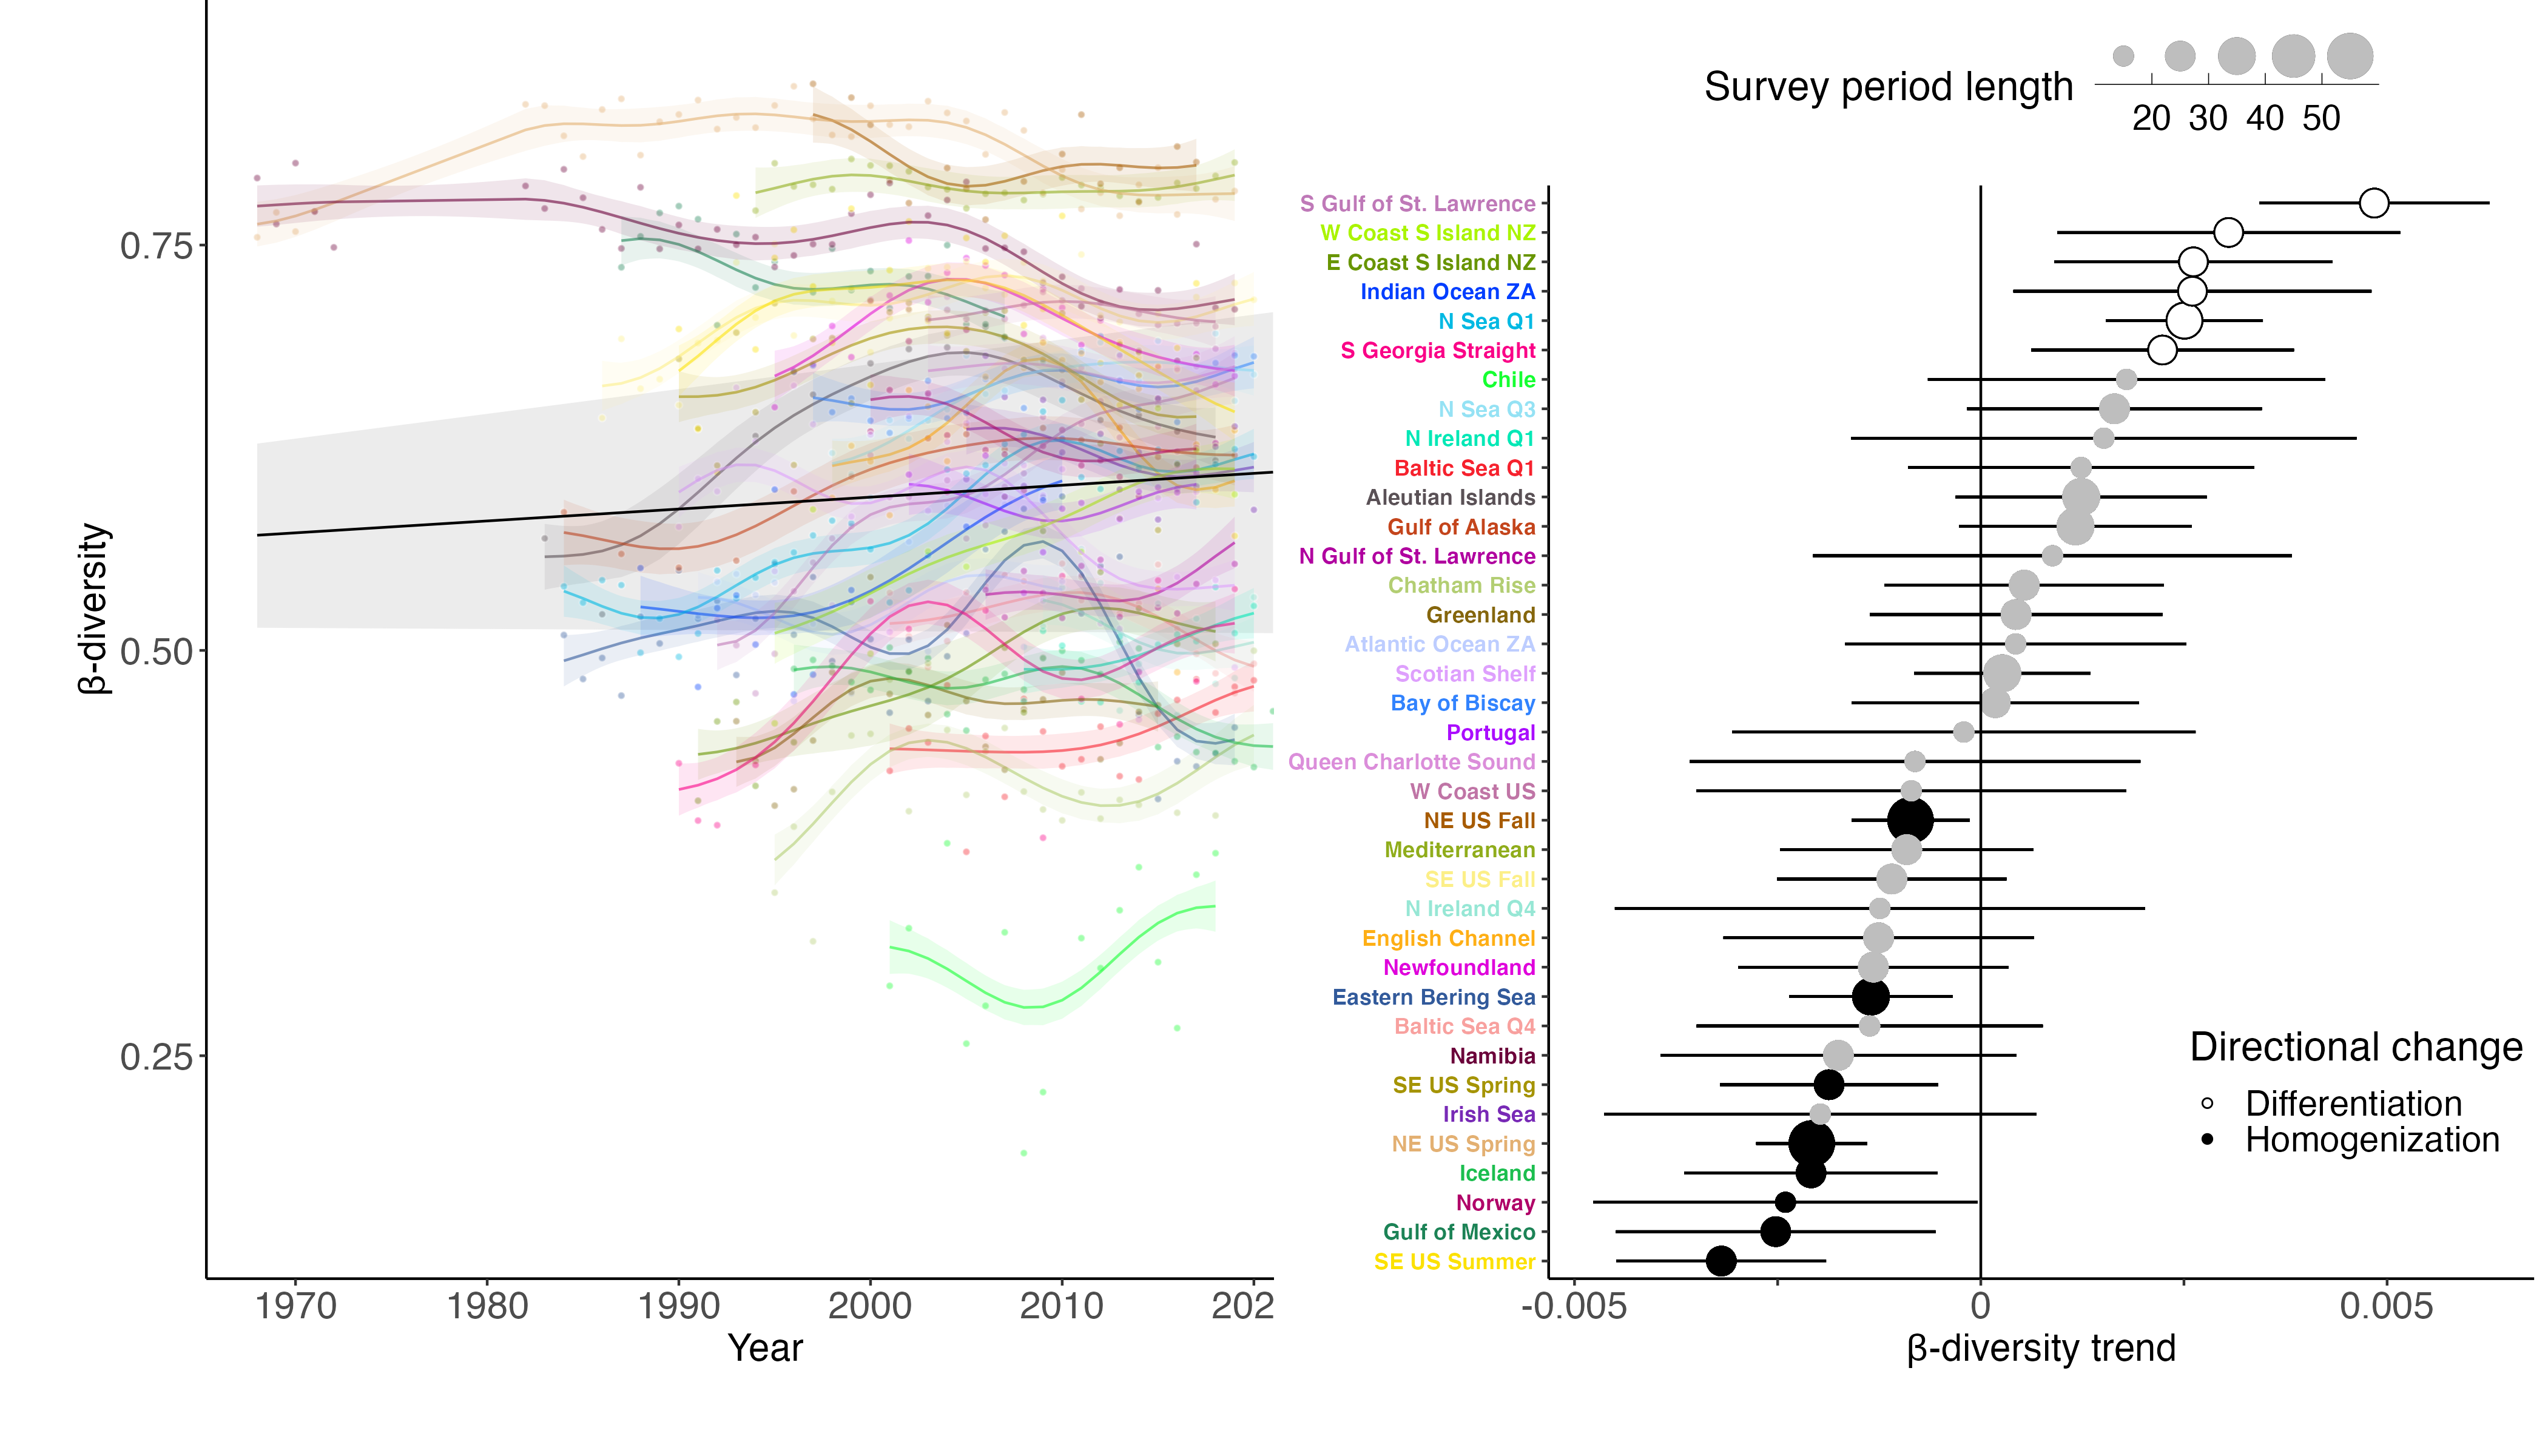 β-diversity
0.75
0.50
0.25
1970
1980
1990
2000
2010
202
Year
Survey period length
20
30
40
50
S Gulf of St. Lawrence
W Coast S Island NZ
E Coast S Island NZ
Indian Ocean ZA
N Sea Q1
S Georgia Straight
Chile
N Sea Q3
N Ireland Q1
Baltic Sea Q1
Aleutian Islands
Gulf of Alaska
N Gulf of St. Lawrence
Chatham Rise
Greenland
Atlantic Ocean ZA
Scotian Shelf
Bay of Biscay
Portugal
Queen Charlotte Sound
W Coast US
NE US Fall
Mediterranean
SE US Fall
N Ireland Q4
English Channel
Newfoundland
Eastern Bering Sea
Baltic Sea Q4
Namibia
SE US Spring
Irish Sea
NE US Spring
Iceland
Norway
Gulf of Mexico
SE US Summer
Directional change
Differentiation
Homogenization
-0.005
0
0.005
β-diversity trend